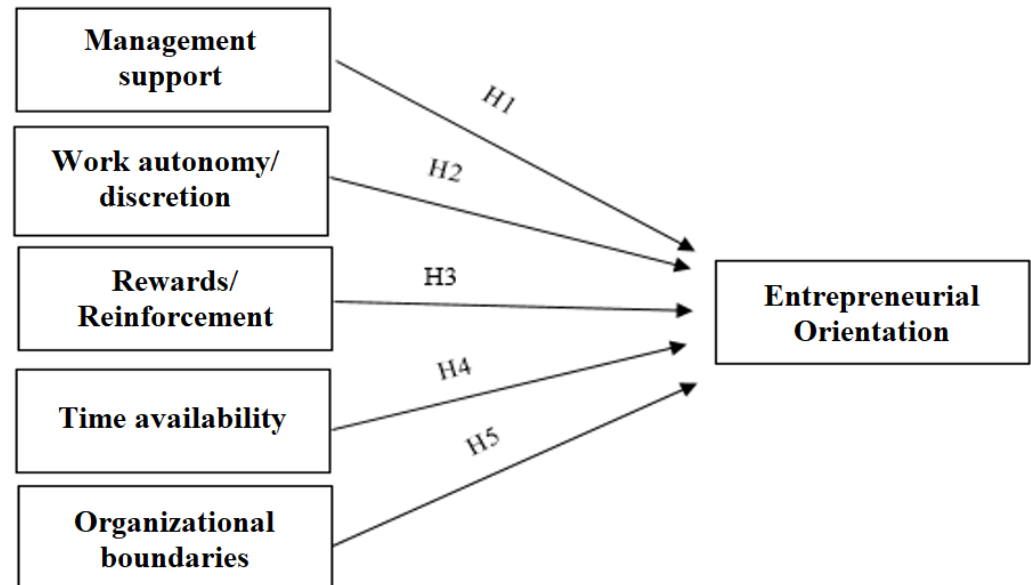 Management
support
H1
Work autonomy/
discretion
H2
Rewards/
Reinforcement
H3
Entrepreneurial
Orientation
Time availability
H4
H5
Organizational
boundaries